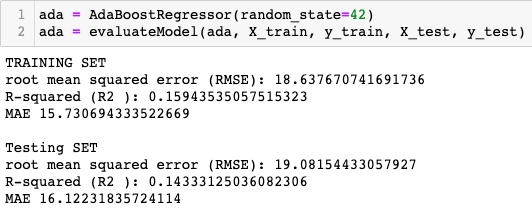 1 ada = AdaBoostRegressor(random_state=42)
2 ada = evaluateModel(ada, X_train, y_train, X_test, y_test)
TRAINING SET
root mean squared error (RMSE): 18.637670741691736
R-squared (R2 ): 0.15943535057515323
MAE 15.730694333522669
Testing SET
root mean squared error (RMSE): 19.08154433057927
R-squared (R2 ): 0.14333125036082306
MAE 16.12231835724114